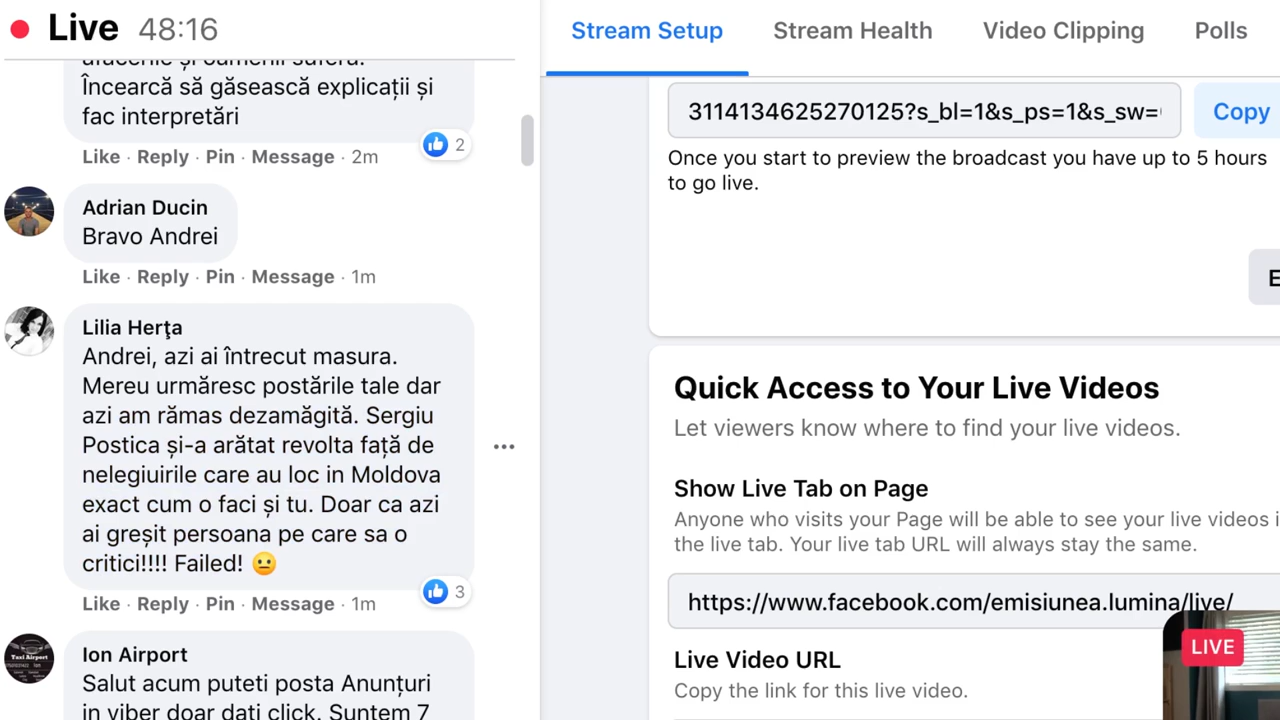 Live 48:16
afacerile și oamenii suferă.
Încearcă să găsească explicații și
fac interpretări
2
Like · Reply · Pin · Message · 2m
Adrian Ducin
Bravo Andrei
Like · Reply · Pin · Message · 1m
Lilia Herţa
Andrei, azi ai întrecut masura.
Mereu urmăresc postările tale dar
azi am rămas dezamăgită. Sergiu
Postica și-a arătat revolta față de
nelegiuirile care au loc in Moldova
exact cum o faci și tu. Doar ca azi
ai greșit persoana pe care sa o
critici!!!! Failed! 😐
3
Like · Reply · Pin · Message · 1m
Ion Airport
Salut acum puteti posta Anunțuri
in viber doar dati click. Suntem 7
Stream Setup
Stream Health
Video Clipping
Polls
3114134625270125?s_bl=1&s_ps=1&s_sw=
Copy
Once you start to preview the broadcast you have up to 5 hours
to go live.
E
Quick Access to Your Live Videos
Let viewers know where to find your live videos.
Show Live Tab on Page
Anyone who visits your Page will be able to see your live videos i
the live tab. Your live tab URL will always stay the same.
https://www.facebook.com/emisiunea.lumina/live/
LIVE
Live Video URL
Copy the link for this live video.